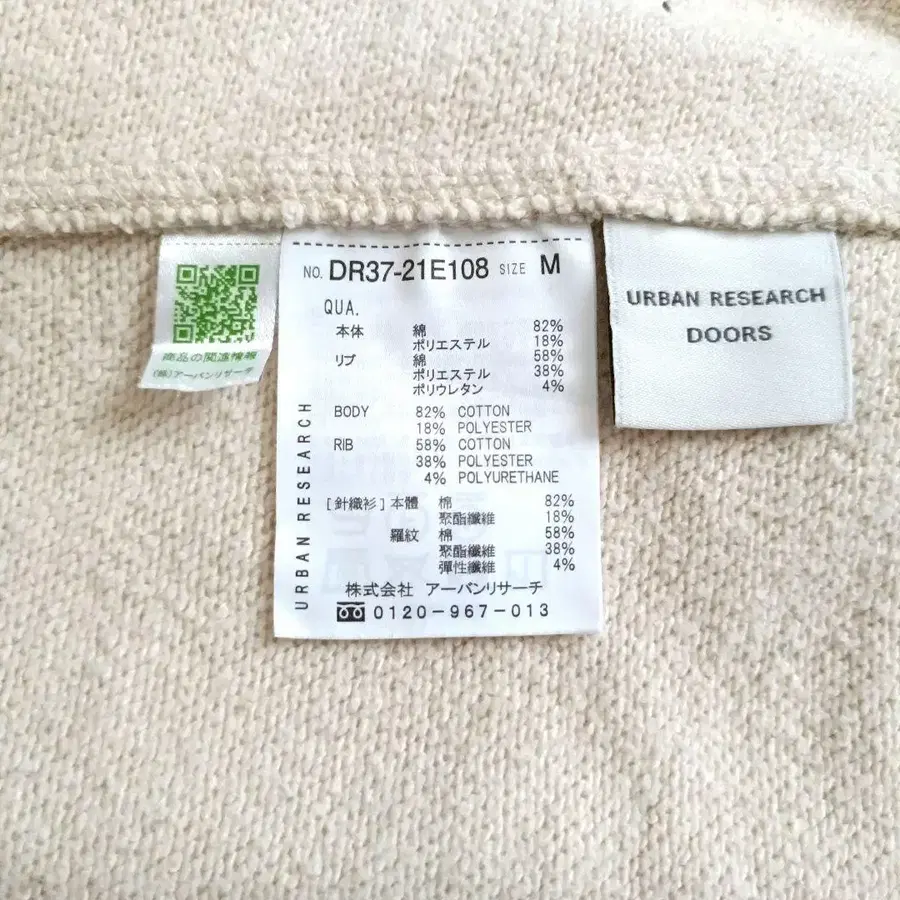 商品の関連情報
(株)アーバンリサーチ
NO. DR37-21E108 SIZE M
QUA.
本体 綿 82%
ポリエステル 18%
リブ 綿 58%
ポリエステル 38%
ポリウレタン 4%
BODY 82% COTTON
18% POLYESTER
RIB 58% COTTON
38% POLYESTER
4% POLYURETHANE
[針織衫] 本體 棉 82%
聚酯纖維 18%
羅紋 棉 58%
聚酯纖維 38%
彈性纖維 4%
株式会社 アーバンリサーチ
0120-967-013
URBAN RESEARCH
URBAN RESEARCH
DOORS